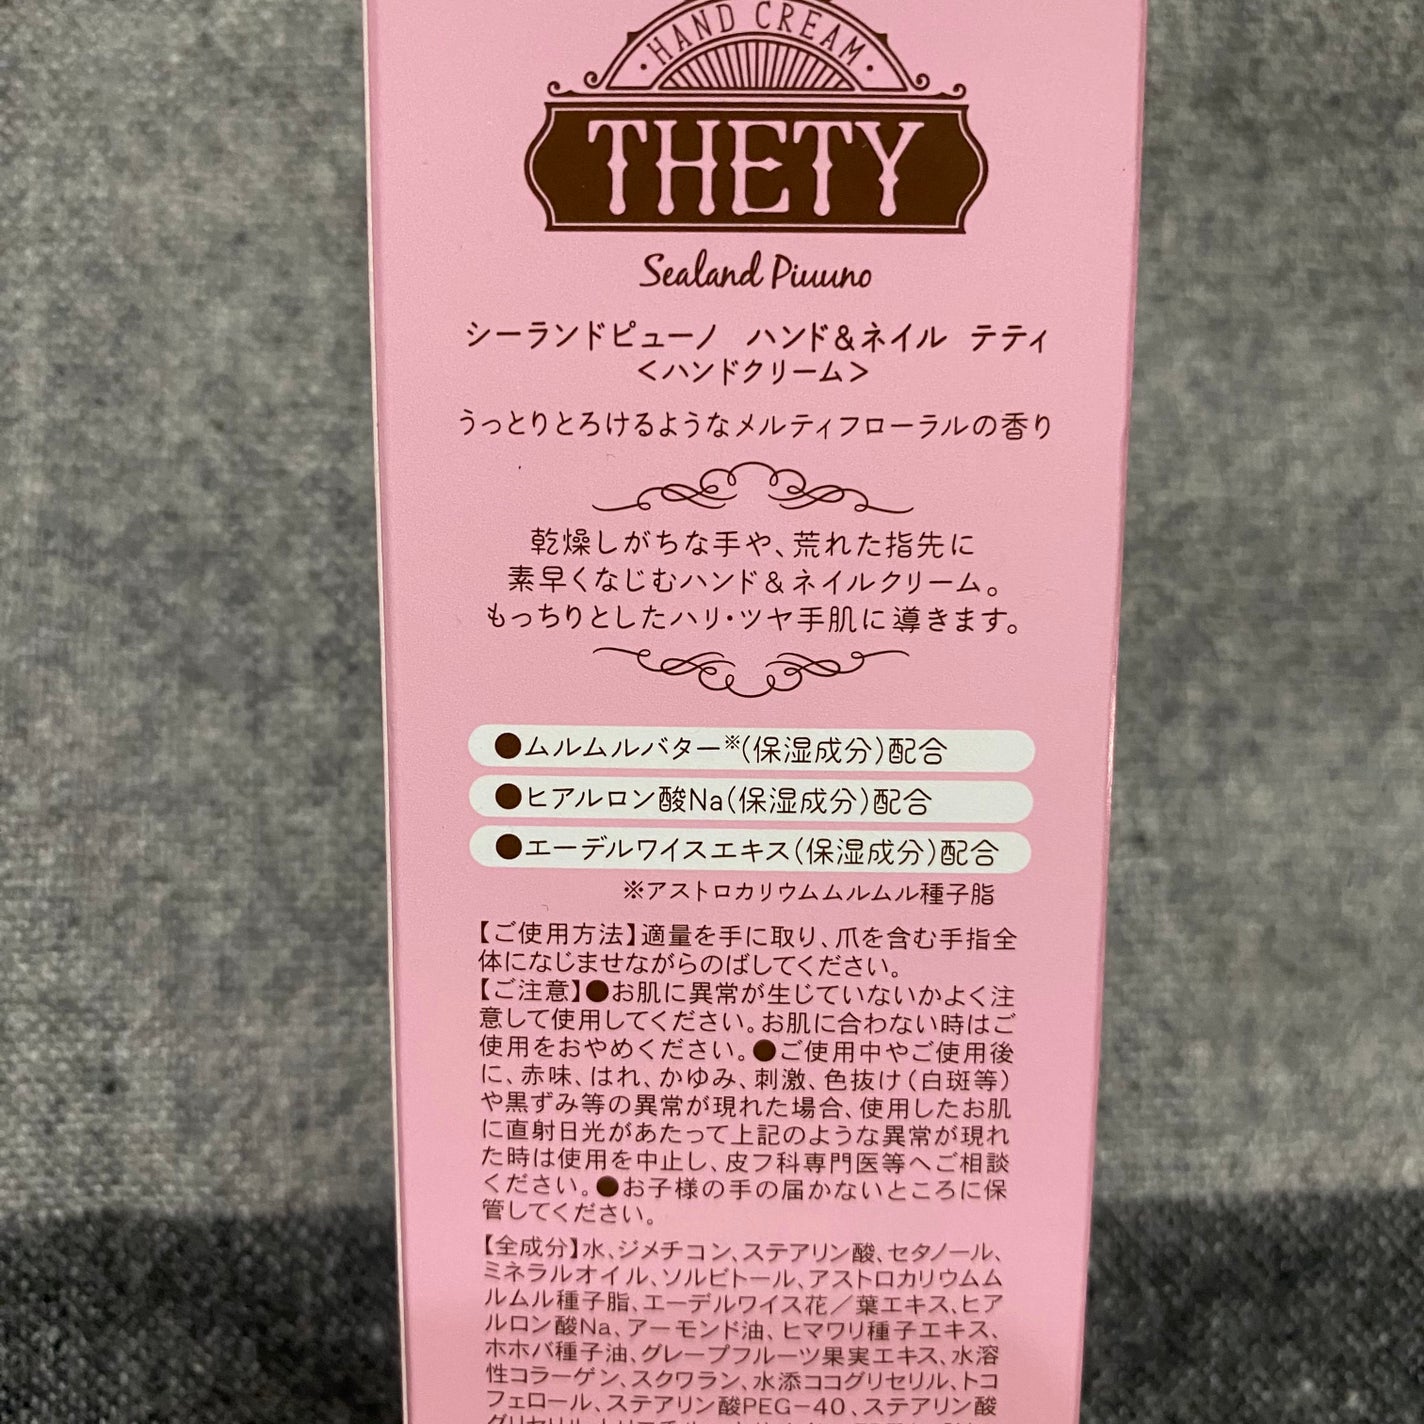 HAND CREAM
THETY
Sealand Piuuno
シーランドピューノ ハンド&ネイル テティ
<ハンドクリーム>
うっとりとろけるようなメルティフローラルの香り
乾燥しがちな手や、荒れた指先に
素早くなじむハンド&ネイルクリーム。
もっちりとしたハリ・ツヤ手肌に導きます。
●ムルムルバター※(保湿成分)配合
●ヒアルロン酸Na(保湿成分)配合
●エーデルワイスエキス(保湿成分)配合
※アストロカリウムムルムル種子脂
【ご使用方法】適量を手に取り、爪を含む手指全
体になじませながらのばしてください。
【ご注意】●お肌に異常が生じていないかよく注
意して使用してください。お肌に合わない時はご
使用をおやめください。●ご使用中やご使用後
に、赤味、はれ、かゆみ、刺激、色抜け(白斑等)
や黒ずみ等の異常が現れた場合、使用したお肌
に直射日光があたって上記のような異常が現れ
た時は使用を中止し、皮フ科専門医等へご相談
ください。●お子様の手の届かないところに保
管してください。
【全成分】水、ジメチコン、ステアリン酸、セタノール、
ミネラルオイル、ソルビトール、アストロカリウムム
ルムル種子脂、エーデルワイス花/葉エキス、ヒア
ルロン酸Na、アーモンド油、ヒマワリ種子エキス、
ホホバ種子油、グレープフルーツ果実エキス、水溶
性コラーゲン、スクワラン、水添ココグリセリル、トコ
フェロール、ステアリン酸PEG-40、ステアリン酸